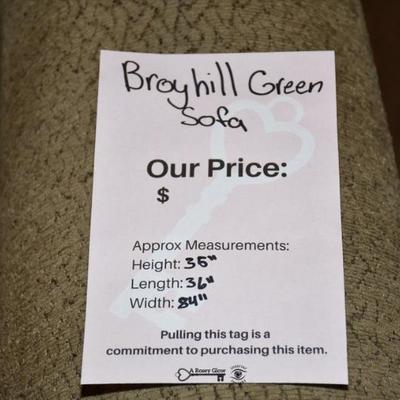 Broyhill Green
Sofa
Our Price:
$
Approx Measurements:
Height: 35"
Length: 36"
Width: 84"
Pulling this tag is a
commitment to purchasing this item.
A Rosey Glow